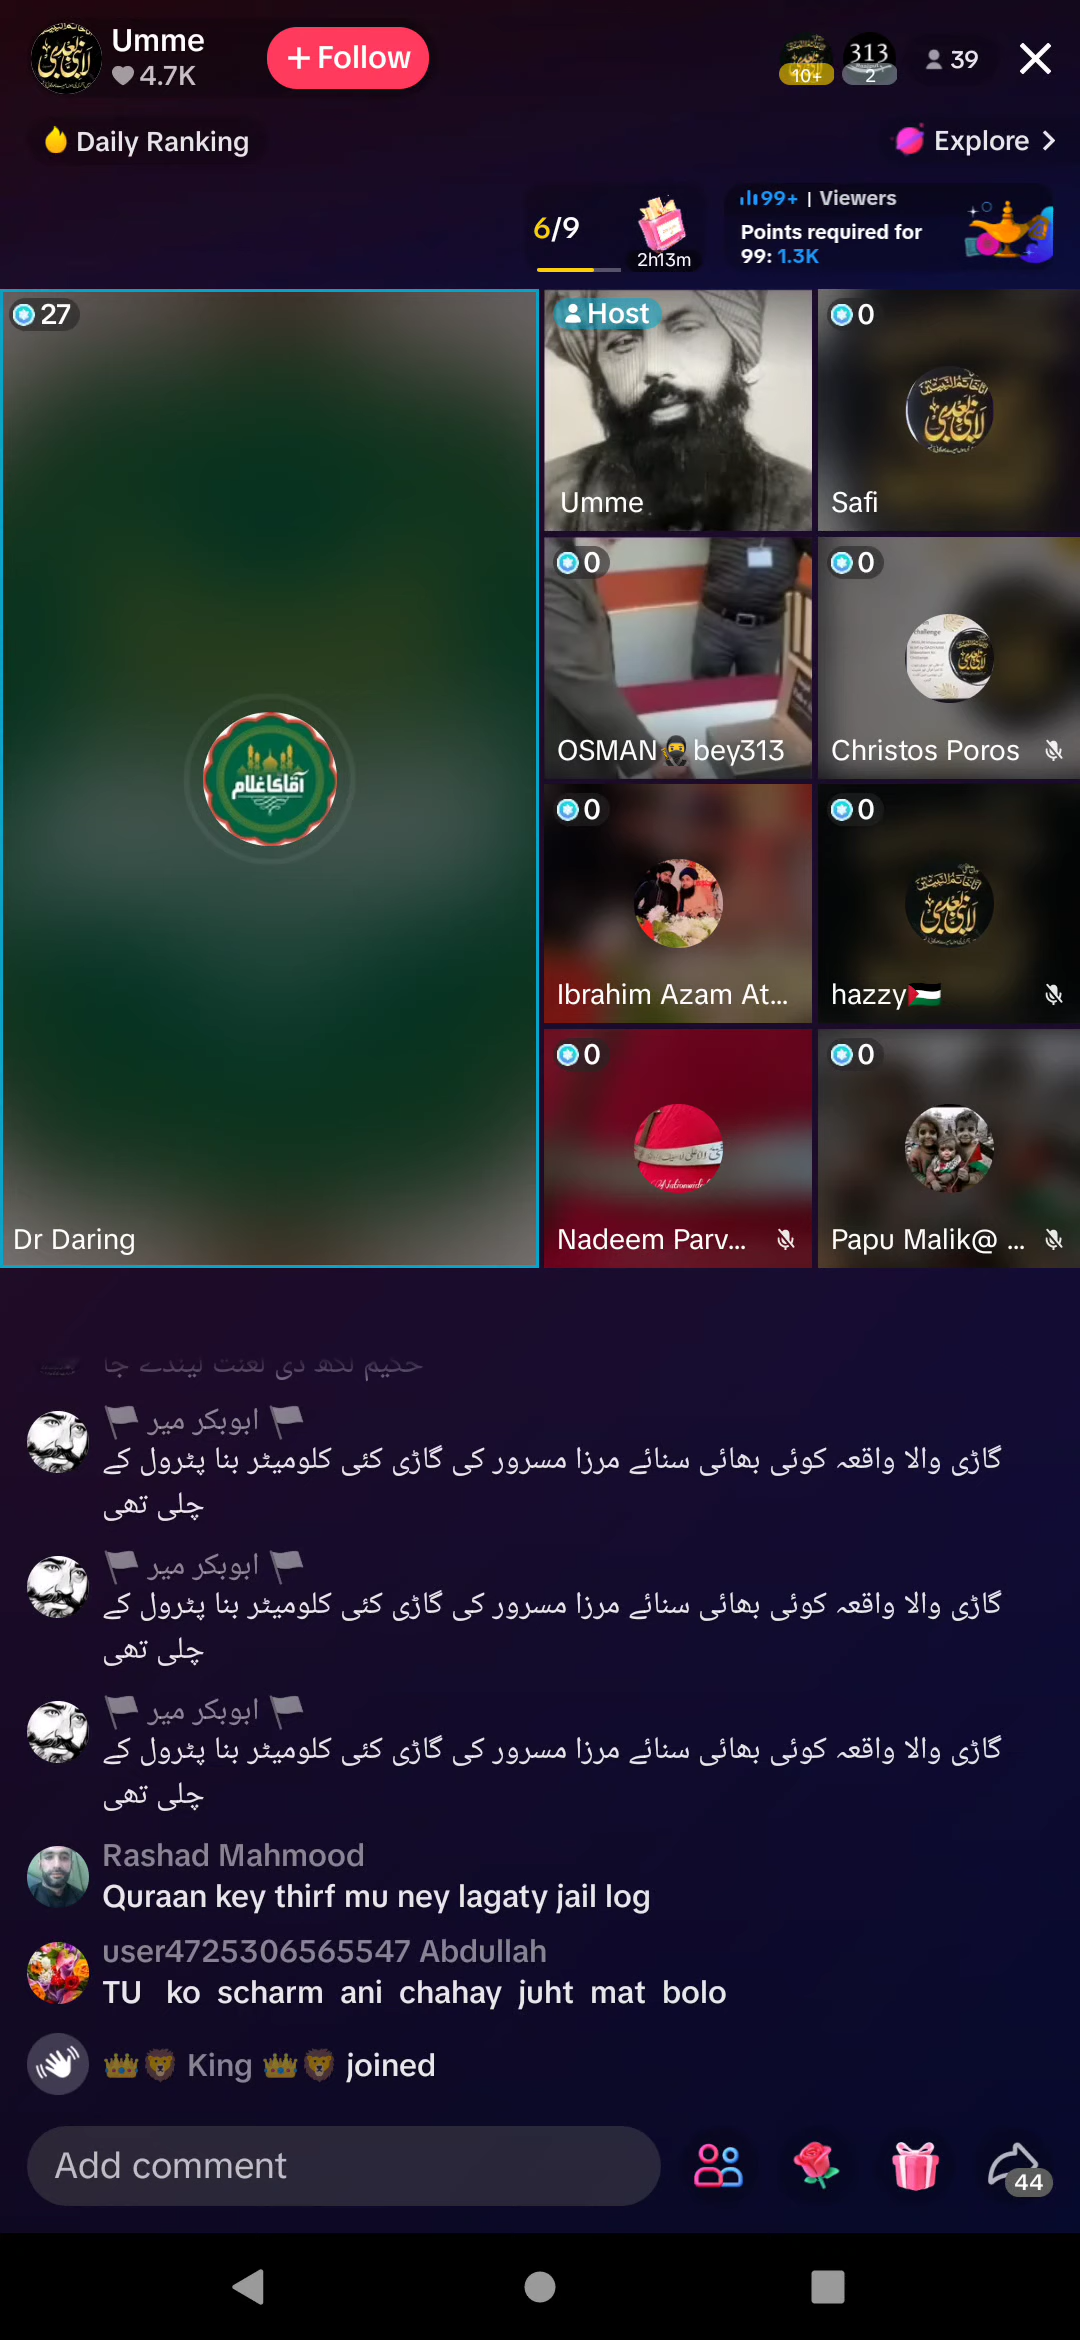 Umme
4.7K
+ Follow
10+
313
2
39
Daily Ranking
Explore
6/9
2h13m
99+ | Viewers
Points required for
99: 1.3K
27
Host
Umme
0
Safi
آقا کا غلام
0
OSMAN🥷bey313
0
Christos Poros
0
Ibrahim Azam At...
0
hazzy🇵🇸
Dr Daring
0
Nadeem Parv...
0
Papu Malik@ ...
حکیم لکھ دی لعنت لیندے جا
🏳 ابوبکر میر 🏳
گاڑی والا واقعہ کوئی بھائی سنائے مرزا مسرور کی گاڑی کئی کلومیٹر بنا پٹرول کے
چلی تھی
🏳 ابوبکر میر 🏳
گاڑی والا واقعہ کوئی بھائی سنائے مرزا مسرور کی گاڑی کئی کلومیٹر بنا پٹرول کے
چلی تھی
🏳 ابوبکر میر 🏳
گاڑی والا واقعہ کوئی بھائی سنائے مرزا مسرور کی گاڑی کئی کلومیٹر بنا پٹرول کے
چلی تھی
Rashad Mahmood
Quraan key thirf mu ney lagaty jail log
user4725306565547 Abdullah
TU ko scharm ani chahay juht mat bolo
👑🦁 King 👑🦁 joined
Add comment
44